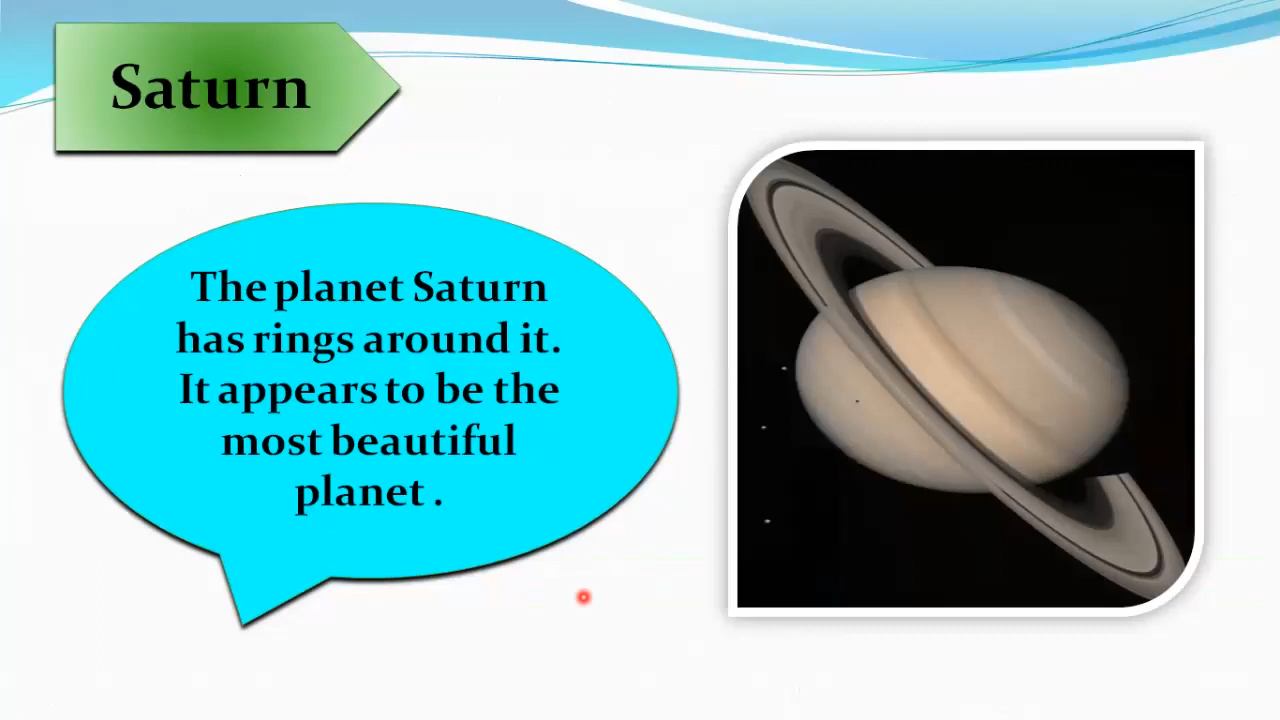 Saturn
The planet Saturn
has rings around it.
It appears to be the
most beautiful
planet .